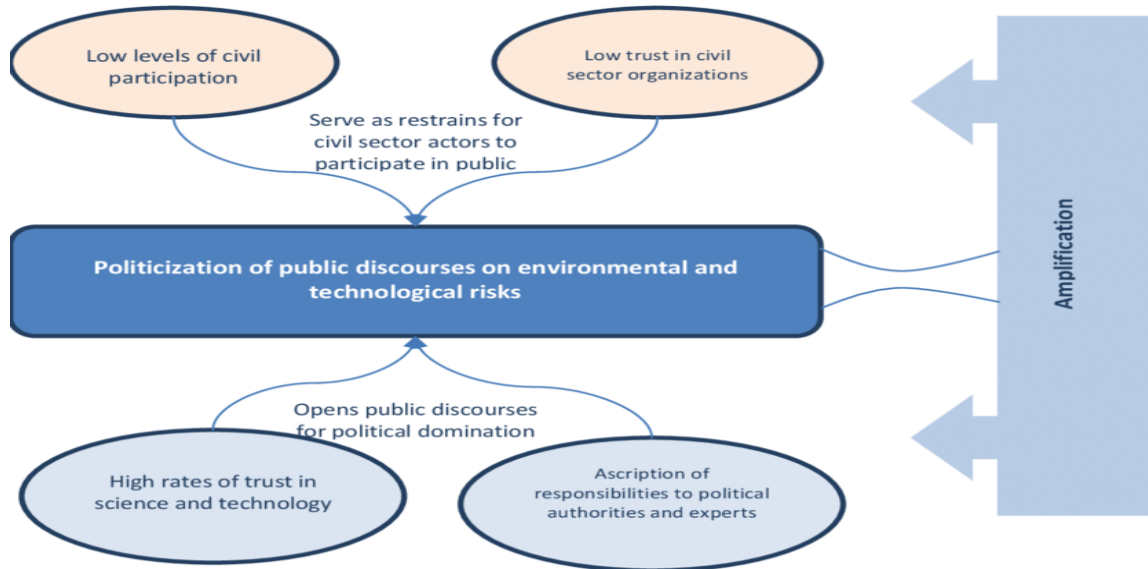 Low levels of civil
participation
Low trust in civil
sector organizations
Serve as restrains for
civil sector actors to
participate in public
Politicization of public discourses on environmental and
technological risks
Amplification
Opens public discourses
for political domination
High rates of trust in
science and technology
Ascription of
responsibilities to political
authorities and experts